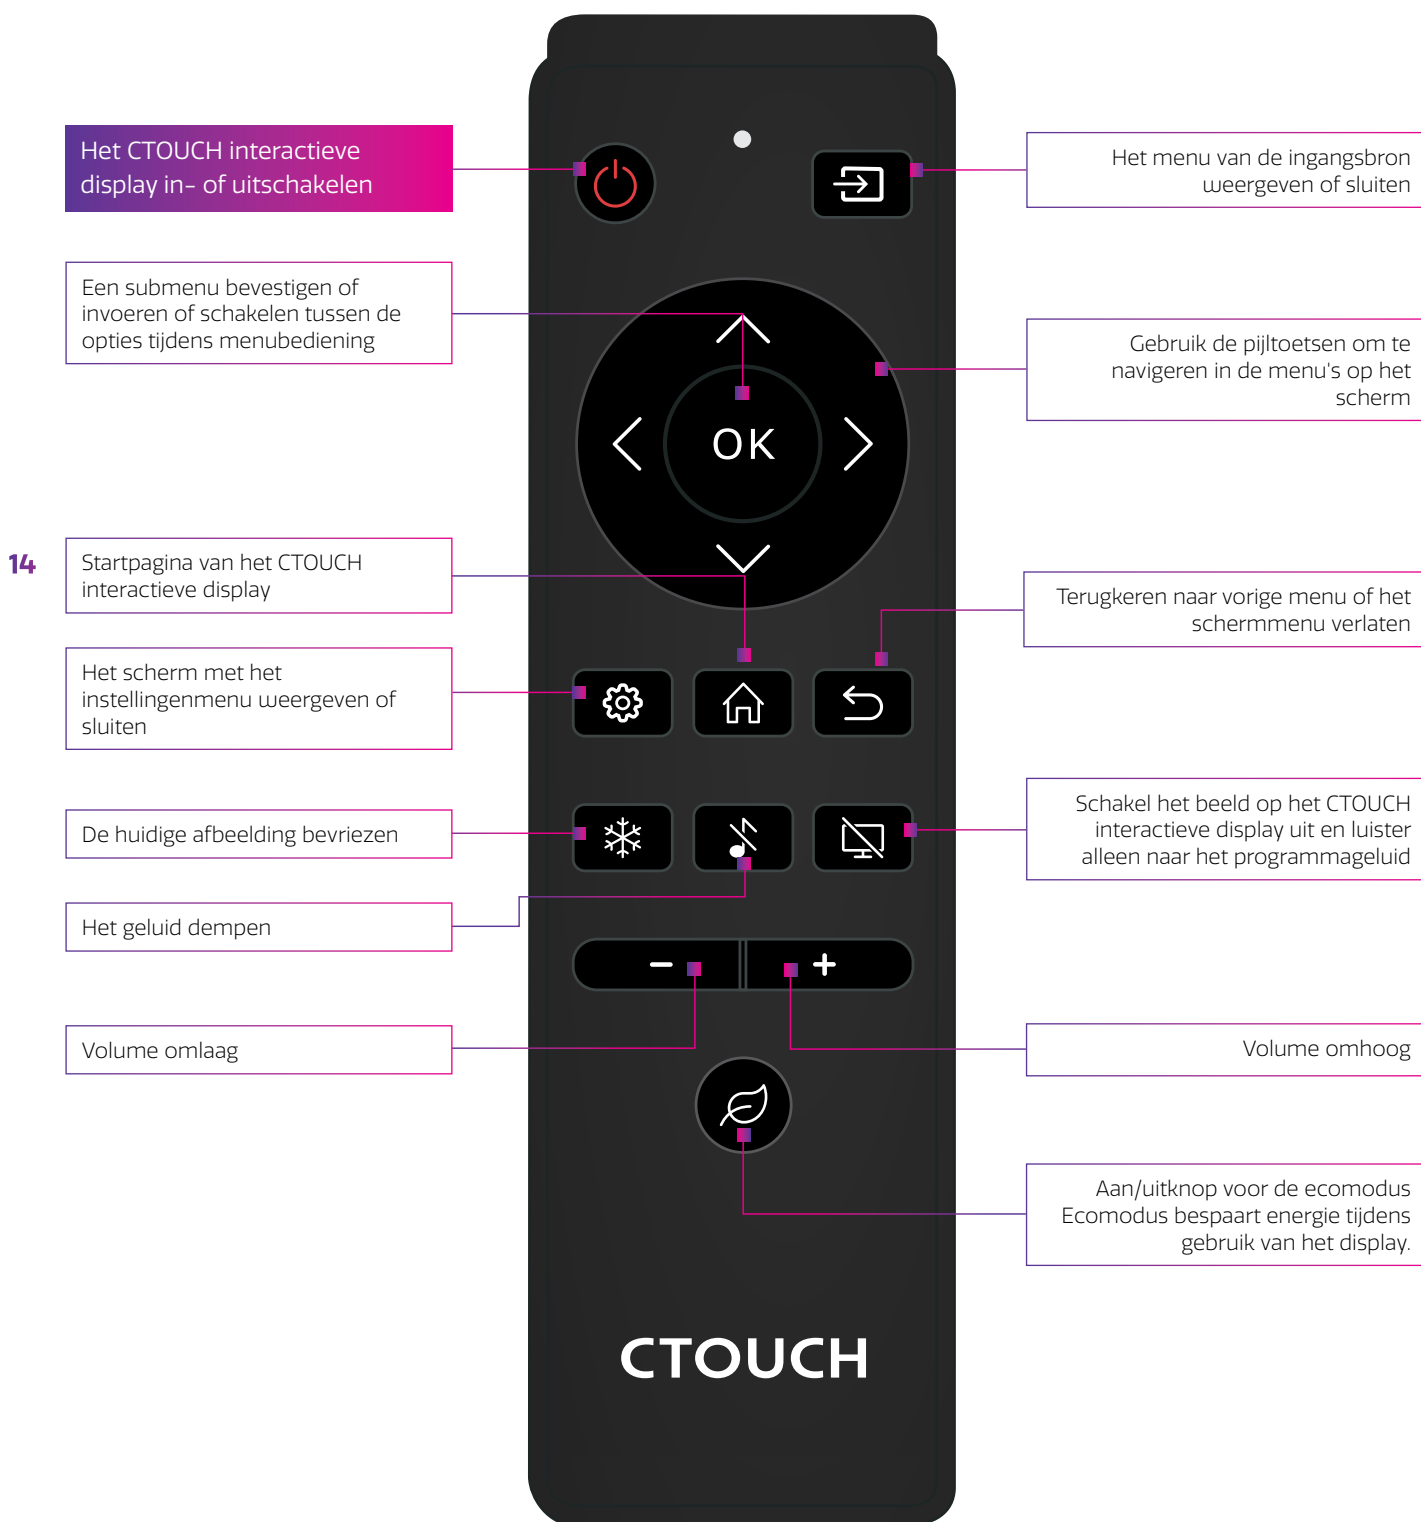 Het CTOUCH interactieve
display in- of uitschakelen
Een submenu bevestigen of
invoeren of schakelen tussen de
opties tijdens menubediening
14
Startpagina van het CTOUCH
interactieve display
Het scherm met het
instellingenmenu weergeven of
sluiten
De huidige afbeelding bevriezen
Het geluid dempen
Volume omlaag
OK
CTOUCH
Het menu van de ingangsbron
weergeven of sluiten
Gebruik de pijltoetsen om te
navigeren in de menu's op het
scherm
Terugkeren naar vorige menu of het
schermmenu verlaten
Schakel het beeld op het CTOUCH
interactieve display uit en luister
alleen naar het programmageluid
Volume omhoog
Aan/uitknop voor de ecomodus
Ecomodus bespaart energie tijdens
gebruik van het display.